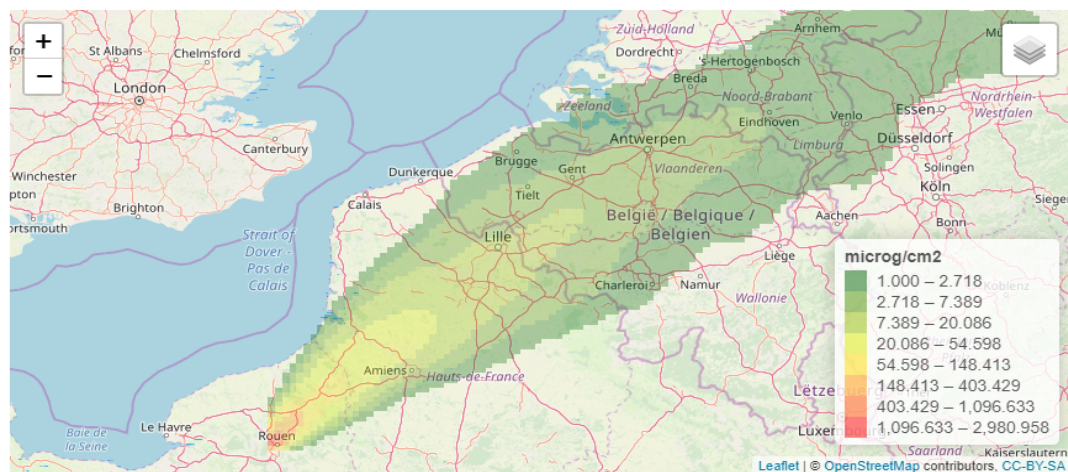 +
−
for
St Albans
Chelmsford
London
Canterbury
Winchester
pton
Brighton
ortsmouth
Strait of
Dover -
Pas de
Calais
Le Havre
Baie de
la Seine
Rouen
Amiens
Hauts-de-France
Calais
Dunkerque
Lille
Brugge
Tielt
Gent
Zeeland
Zuid-Holland
Dordrecht
Breda
's-Hertogenbosch
Noord-Brabant
Arnhem
Antwerpen
Vlaanderen
Eindhoven
Limburg
Venlo
België / Belgique /
Belgien
Charleroi
Namur
Liège
Wallonie
Aachen
Essen
Düsseldorf
Nordrhein-
Westfalen
Solingen
Köln
Bonn
Siege
Koblenz
Lëtzebuerg
Luxembourg
Saarland
Kaiserslautern
microg/cm2
1.000 – 2.718
2.718 – 7.389
7.389 – 20.086
20.086 – 54.598
54.598 – 148.413
148.413 – 403.429
403.429 – 1,096.633
1,096.633 – 2,980.958
Leaflet | © OpenStreetMap contributors, CC-BY-SA